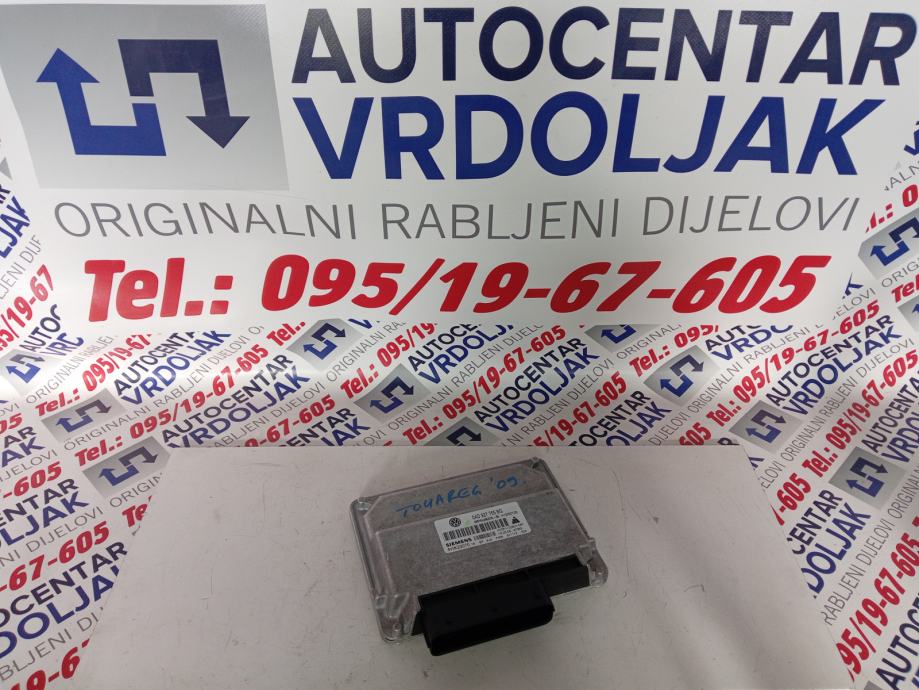 AUTOCENTAR
VRDOLJAK
ORIGINALNI RABLJENI DIJELOVI
Tel.: 095/19-67-605
TOUAREG '09.
SIEMENS